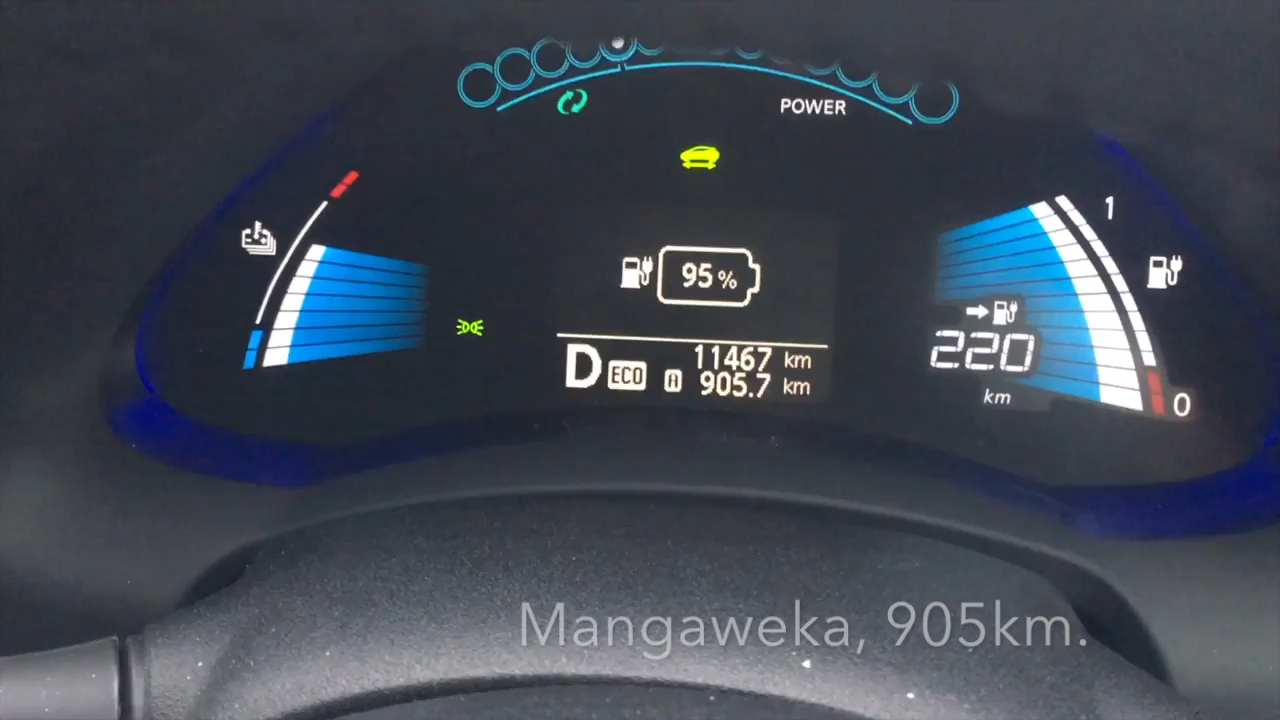 POWER
1
95%
D ECO 11467 km
A 905.7 km
220
km
0
Mangaweka, 905km.